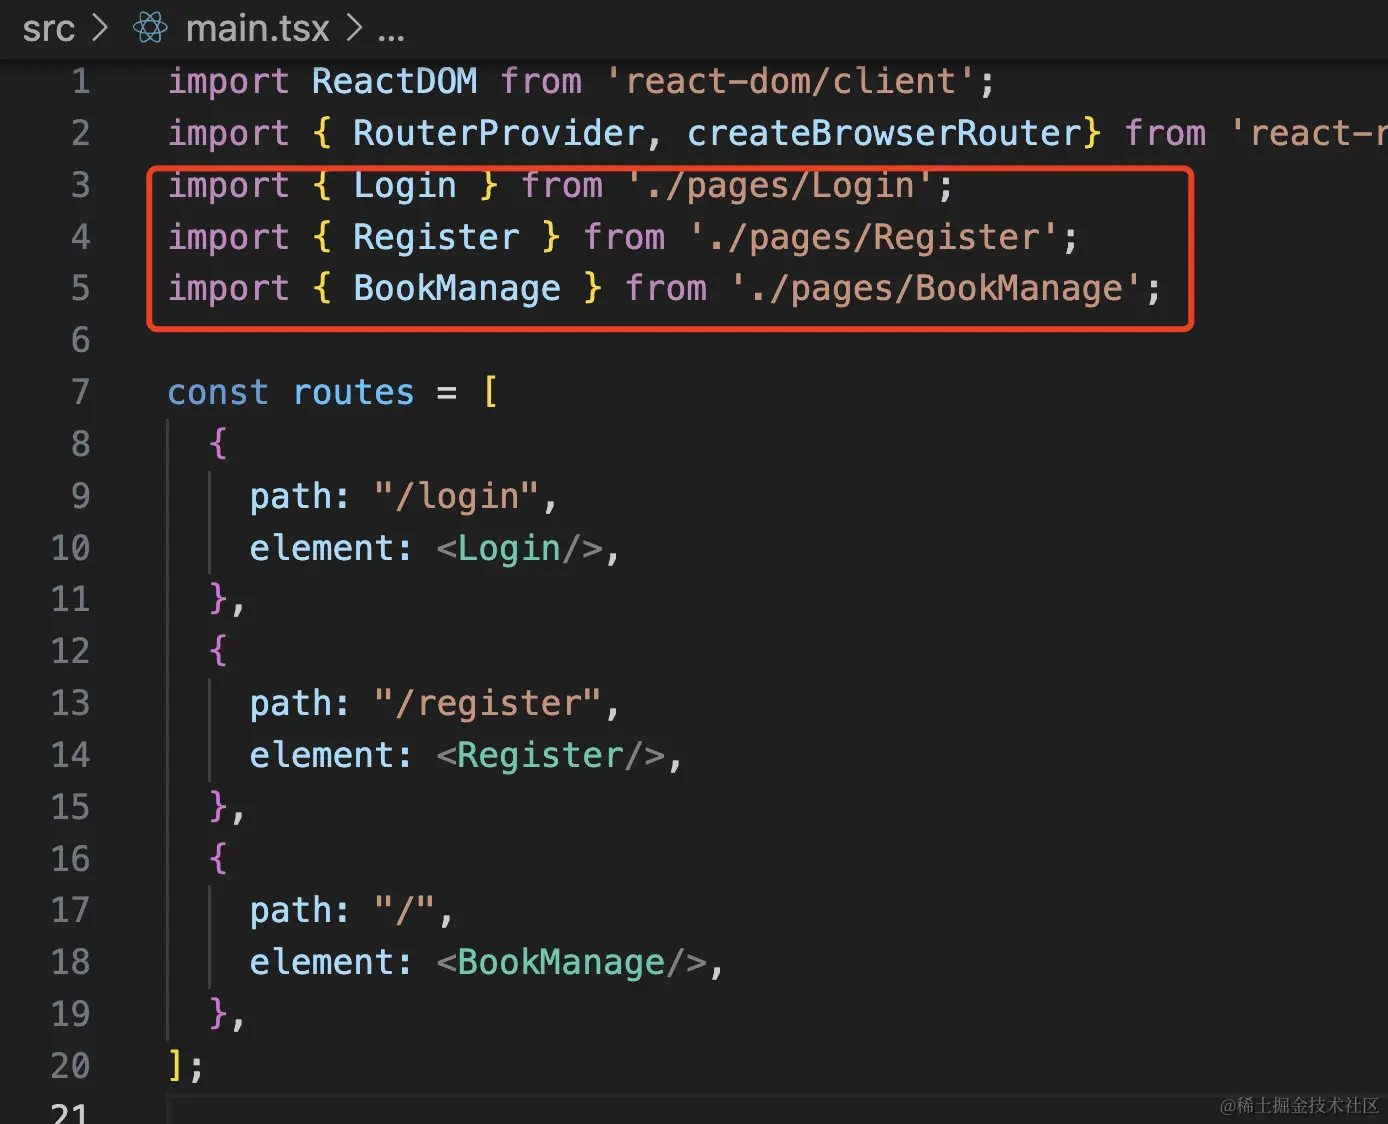 src > main.tsx > ...
1 import ReactDOM from 'react-dom/client';
2 import { RouterProvider, createBrowserRouter} from 'react-r
3 import { Login } from './pages/Login';
4 import { Register } from './pages/Register';
5 import { BookManage } from './pages/BookManage';
6
7 const routes = [
8 {
9 path: "/login",
10 element: <Login/>,
11 },
12 {
13 path: "/register",
14 element: <Register/>,
15 },
16 {
17 path: "/",
18 element: <BookManage/>,
19 },
20 ];
21
@稀土掘金技术社区